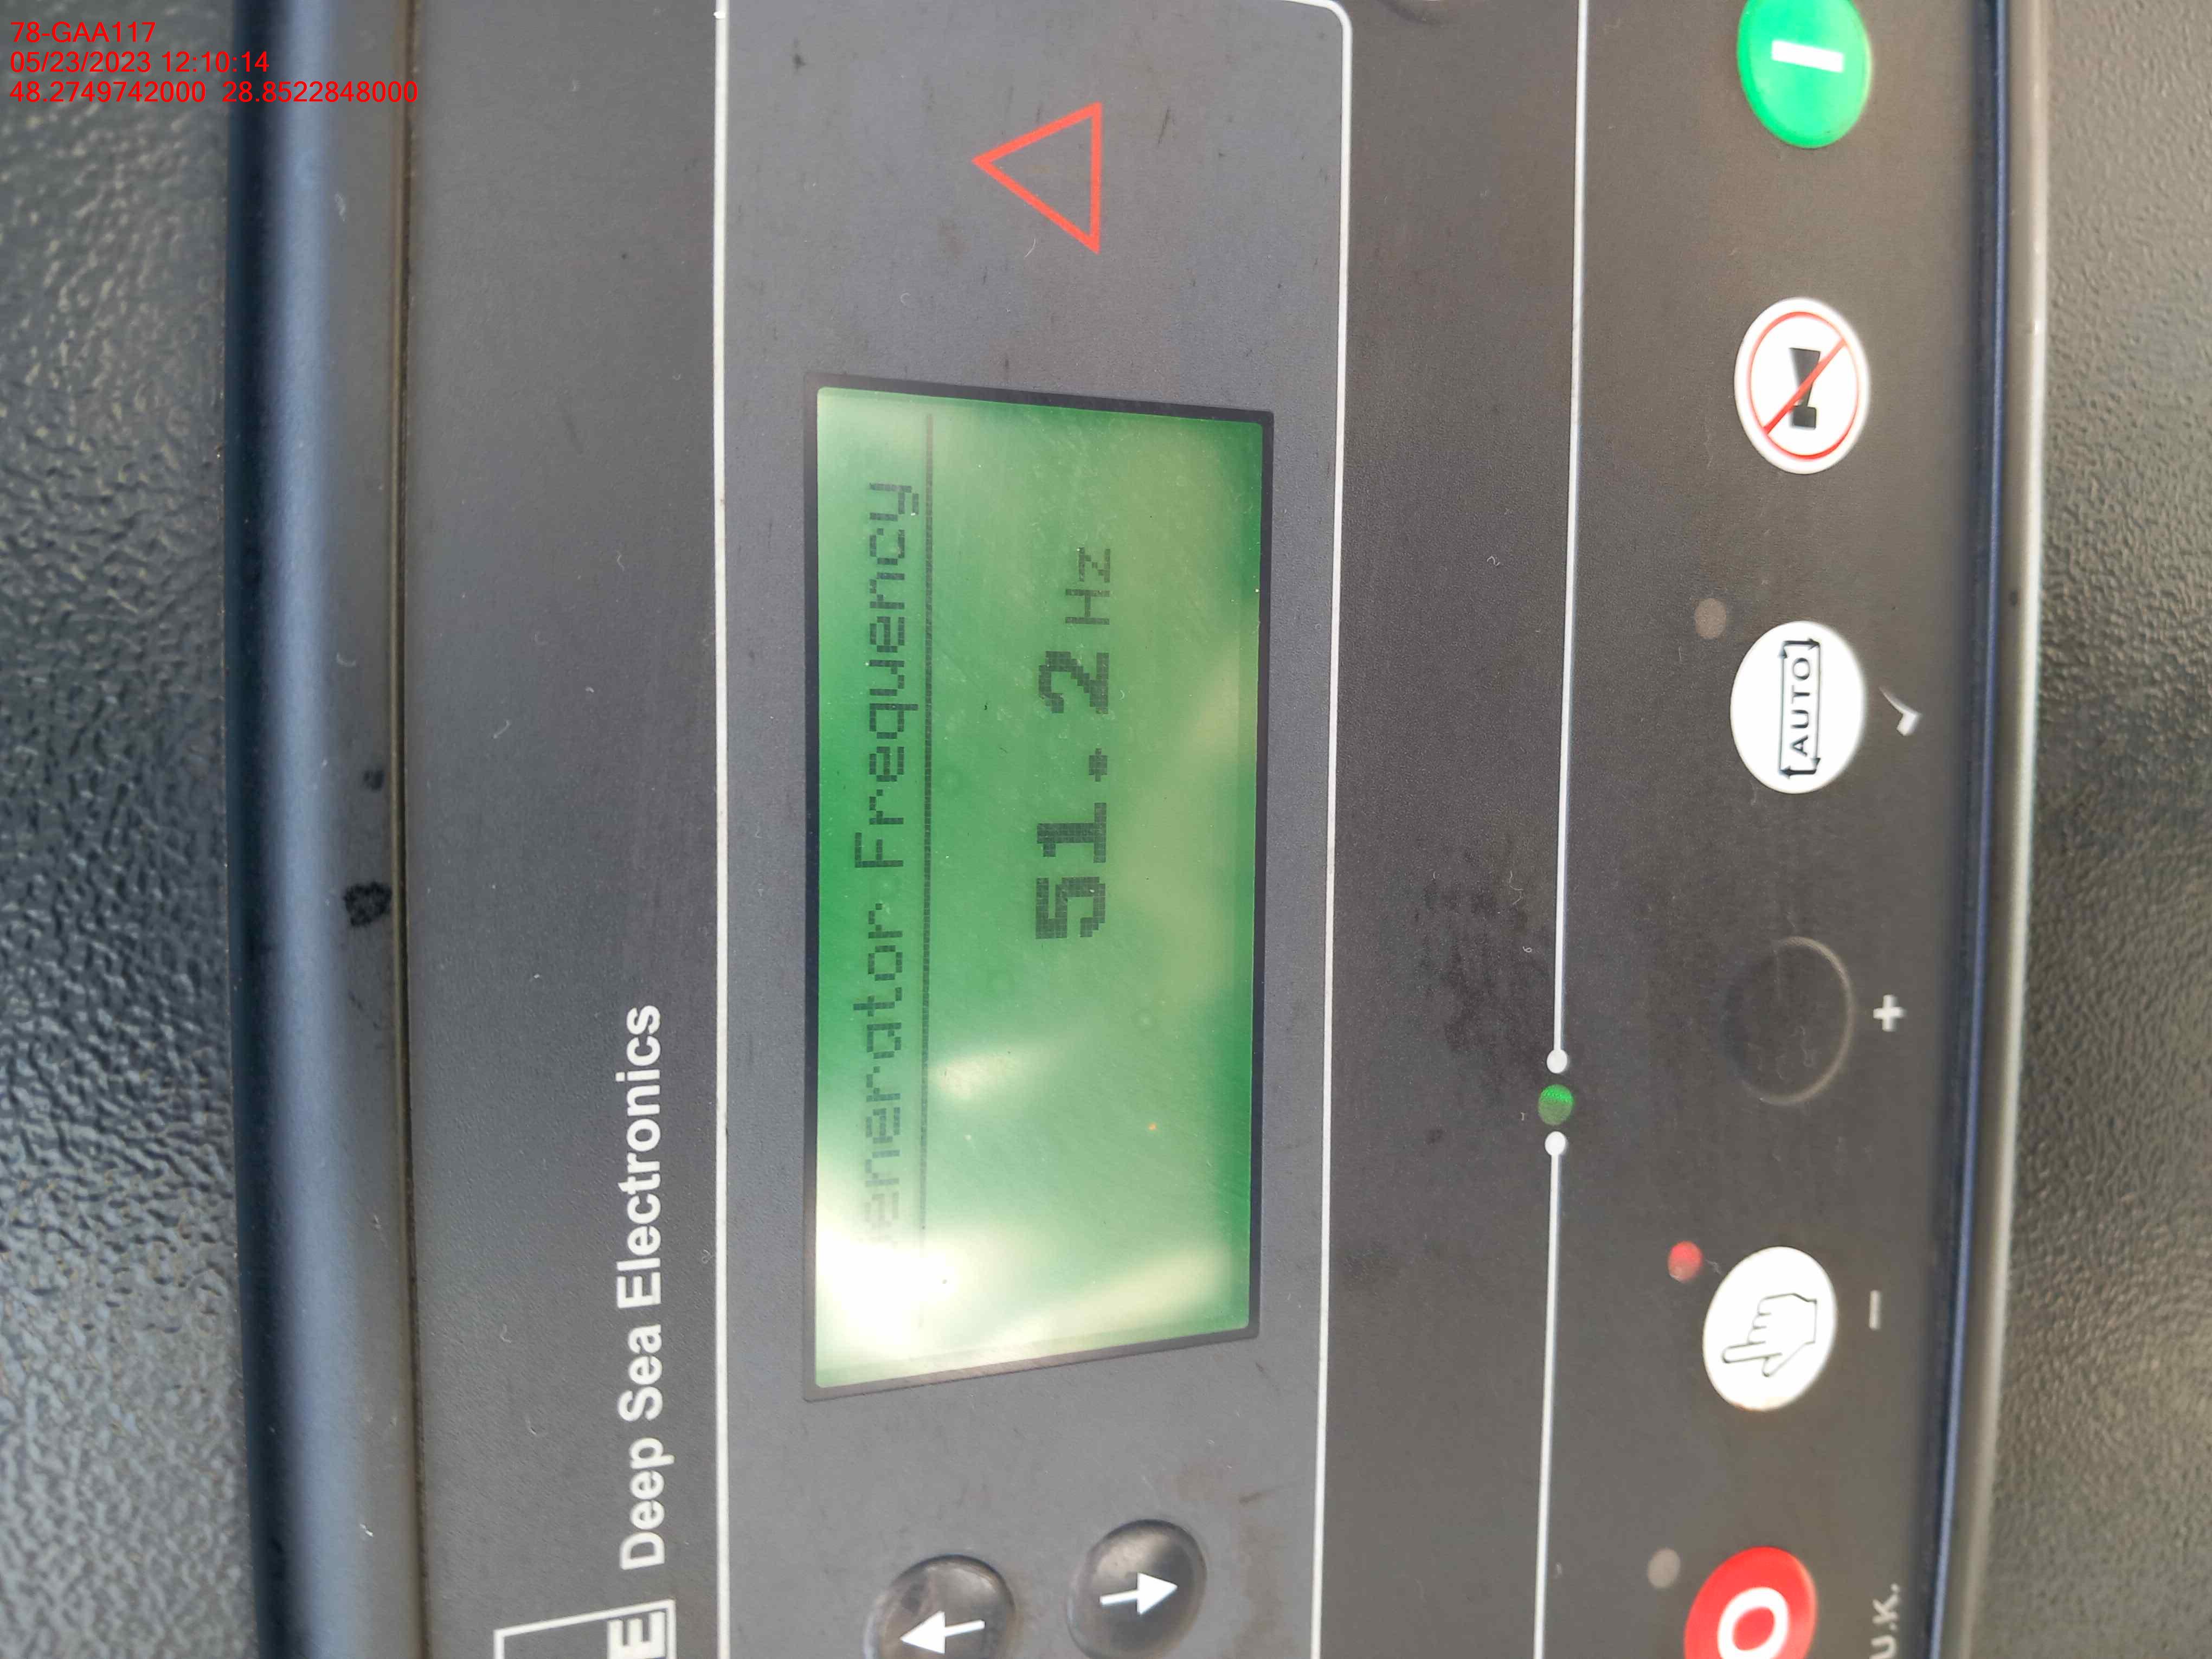 78-GAA117
05/23/2023 12:10:14
48.2749742000 28.8522848000
E Deep Sea Electronics
enerator Frequency
51.2 Hz
AUTO
+
-
U.K.